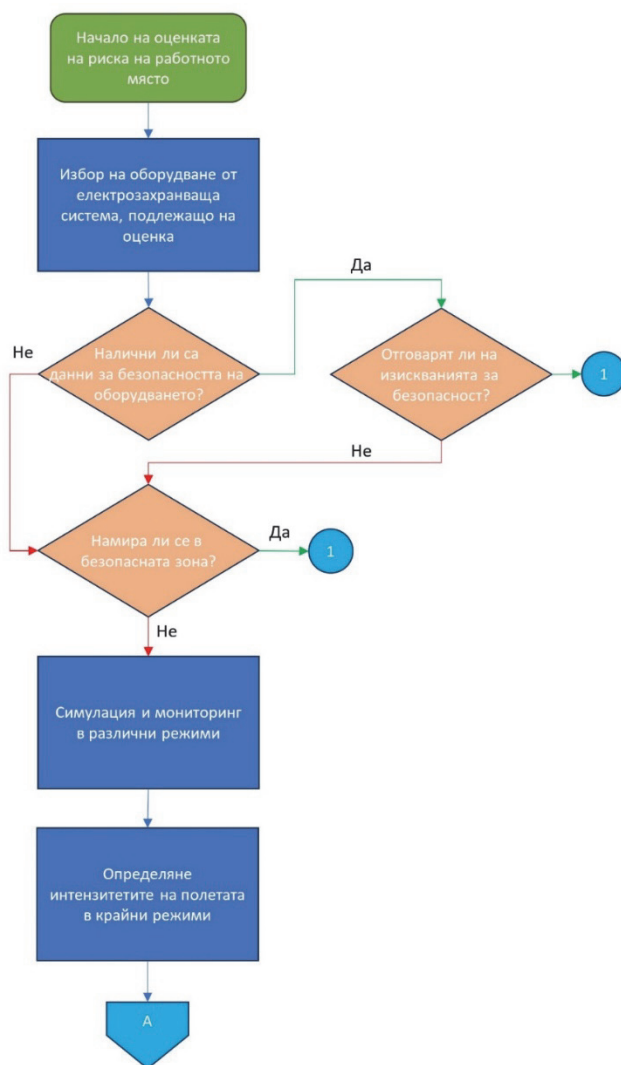 Начало на оценката
на риска на работното
място
Избор на оборудване от
електрозахранваща
система, подлежащо на
оценка
Да
Не
Налични ли са
данни за безопасността на
оборудването?
Отговарят ли на
изискванията за
безопасност?
1
Не
Намира ли се в
безопасната зона?
Да
1
Не
Симулация и мониторинг
в различни режими
Определяне
интензитетите на полетата
в крайни режими
А